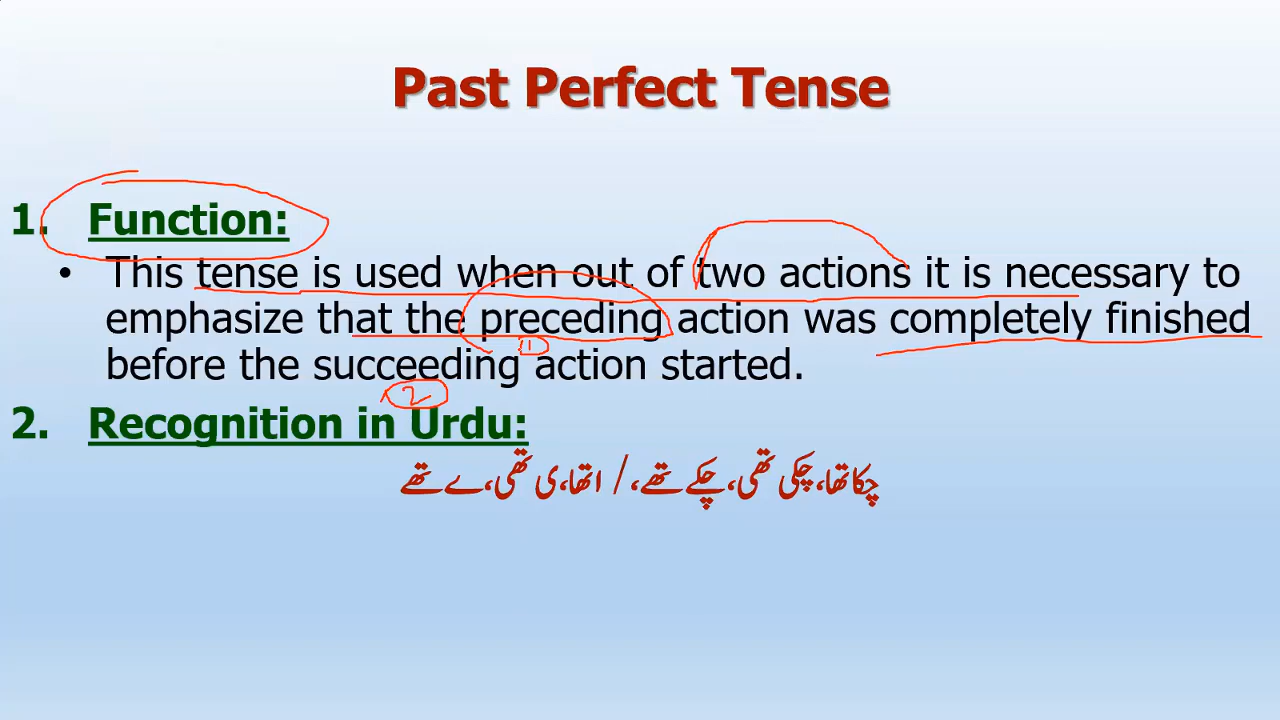 Past Perfect Tense
1. Function:
• This tense is used when out of two actions it is necessary to
emphasize that the preceding action was completely finished
1
before the succeeding action started.
2
2. Recognition in Urdu:
چکا تھا، چکی تھی، چکے تھے، / ا تھا، ی تھی، ے تھے